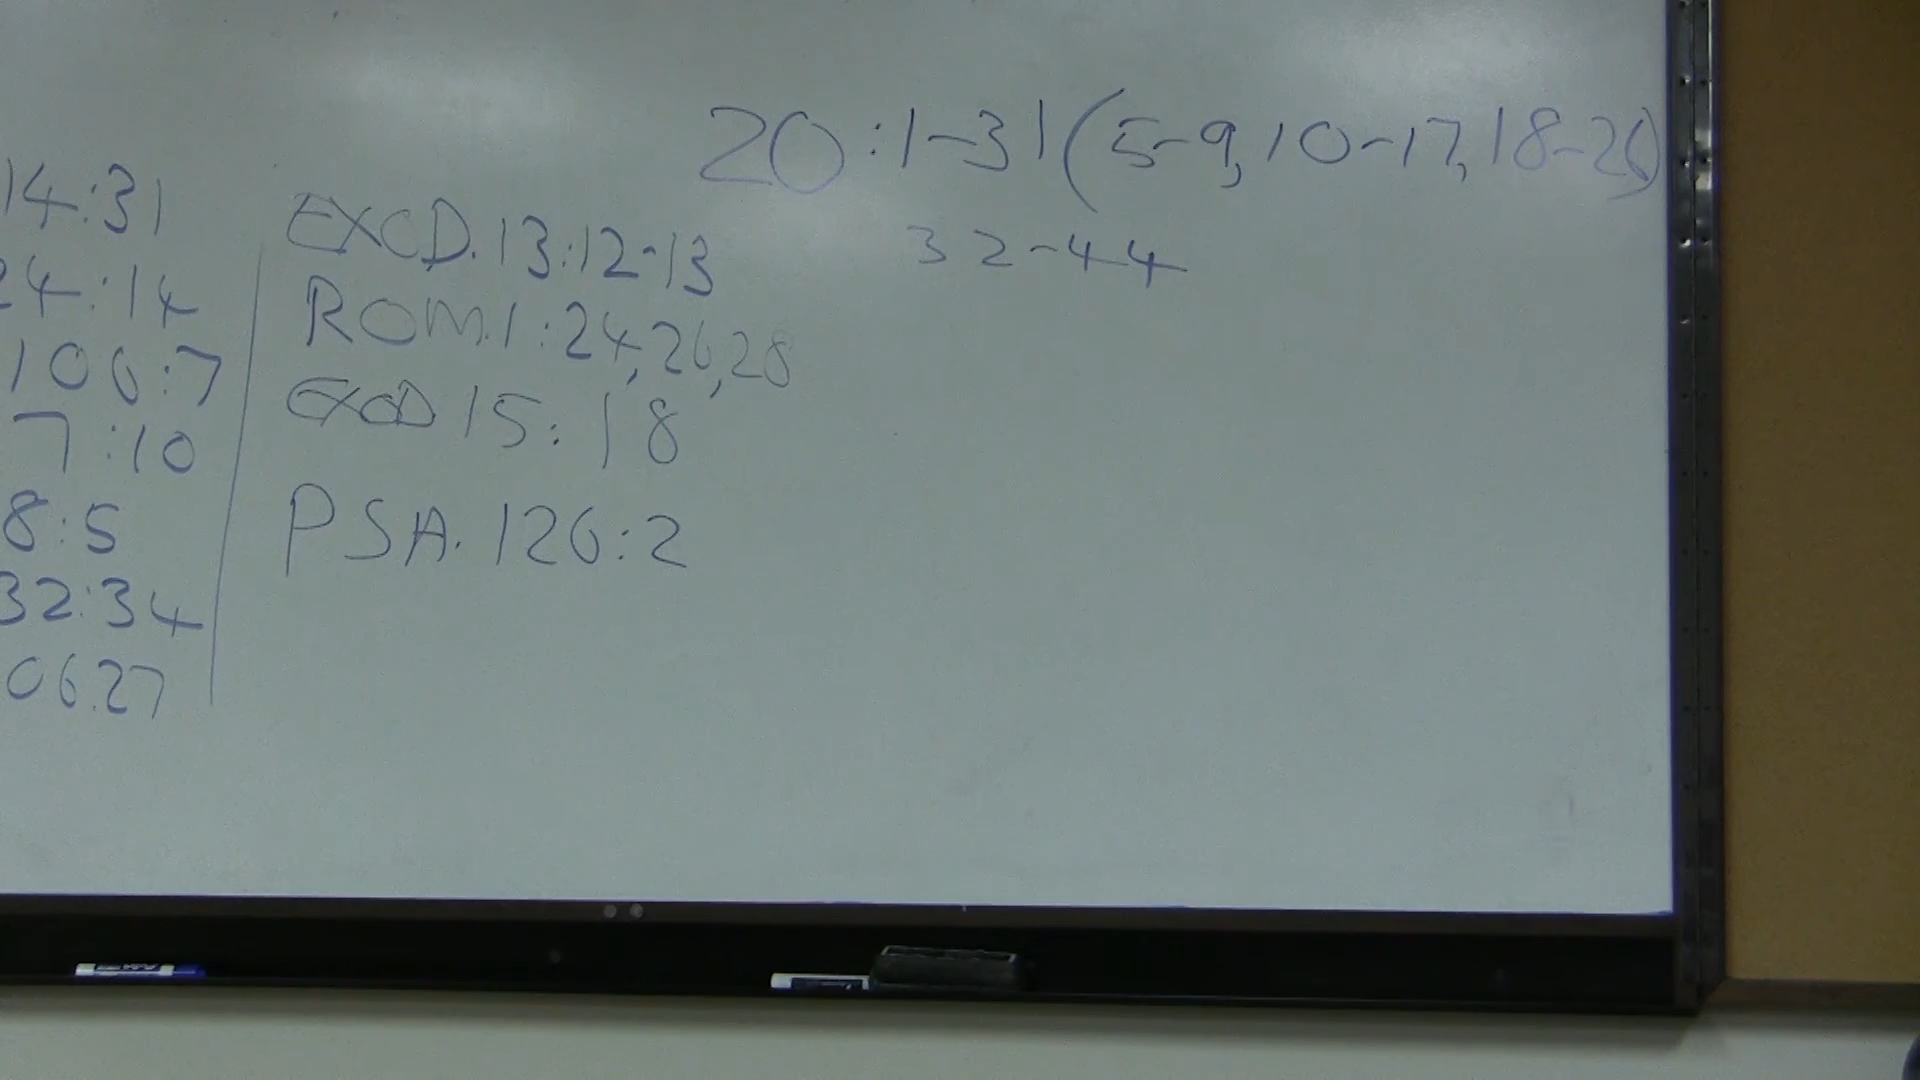 14:31
24:14
106:7
7:10
8:5
32:34
06:27
EXOD. 13:12-13
ROM. 1:24, 26, 28
EXOD 15:18
PSA. 126:2
20:1-31 (5-9, 10-17, 18-26)
32-44